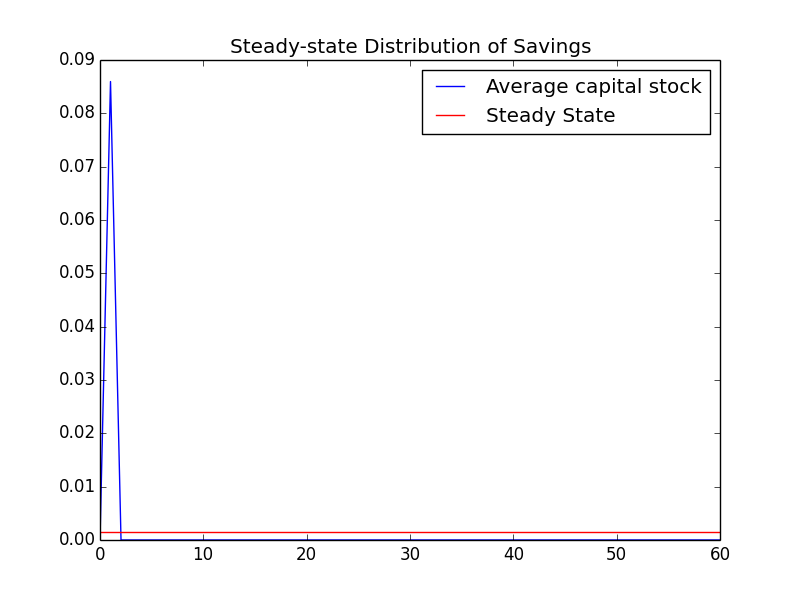 Steady-state Distribution of Savings
0.09
0.08
0.07
0.06
0.05
0.04
0.03
0.02
0.01
0.00
Average capital stock
Steady State
0 10 20 30 40 50 60